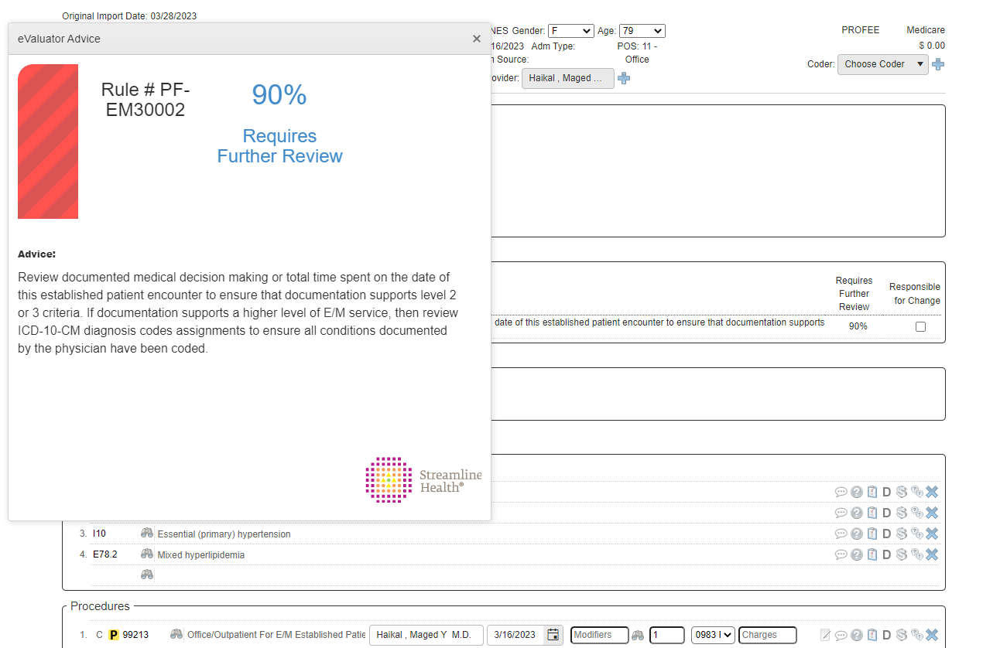 Original Import Date: 03/28/2023
eValuator Advice
×
NES Gender: F Age: 79
PROFEE Medicare
16/2023 Adm Type: POS: 11 -
$ 0.00
Source: Office
Coder: Choose Coder
ovider: Haikal , Maged ...
Rule # PF-
EM30002
90%
Requires
Further Review
Advice:
Review documented medical decision making or total time spent on the date of
this established patient encounter to ensure that documentation supports level 2
or 3 criteria. If documentation supports a higher level of E/M service, then review
ICD-10-CM diagnosis codes assignments to ensure all conditions documented
by the physician have been coded.
Requires
Further
Review
Responsible
for Change
date of this established patient encounter to ensure that documentation supports
90%
Streamline
Health®
D
D
3. I10 Essential (primary) hypertension D
4. E78.2 Mixed hyperlipidemia D
Procedures
1. C P 99213 Office/Outpatient For E/M Established Patie Haikal , Maged Y M.D. 3/16/2023 Modifiers 1 0983 Charges D